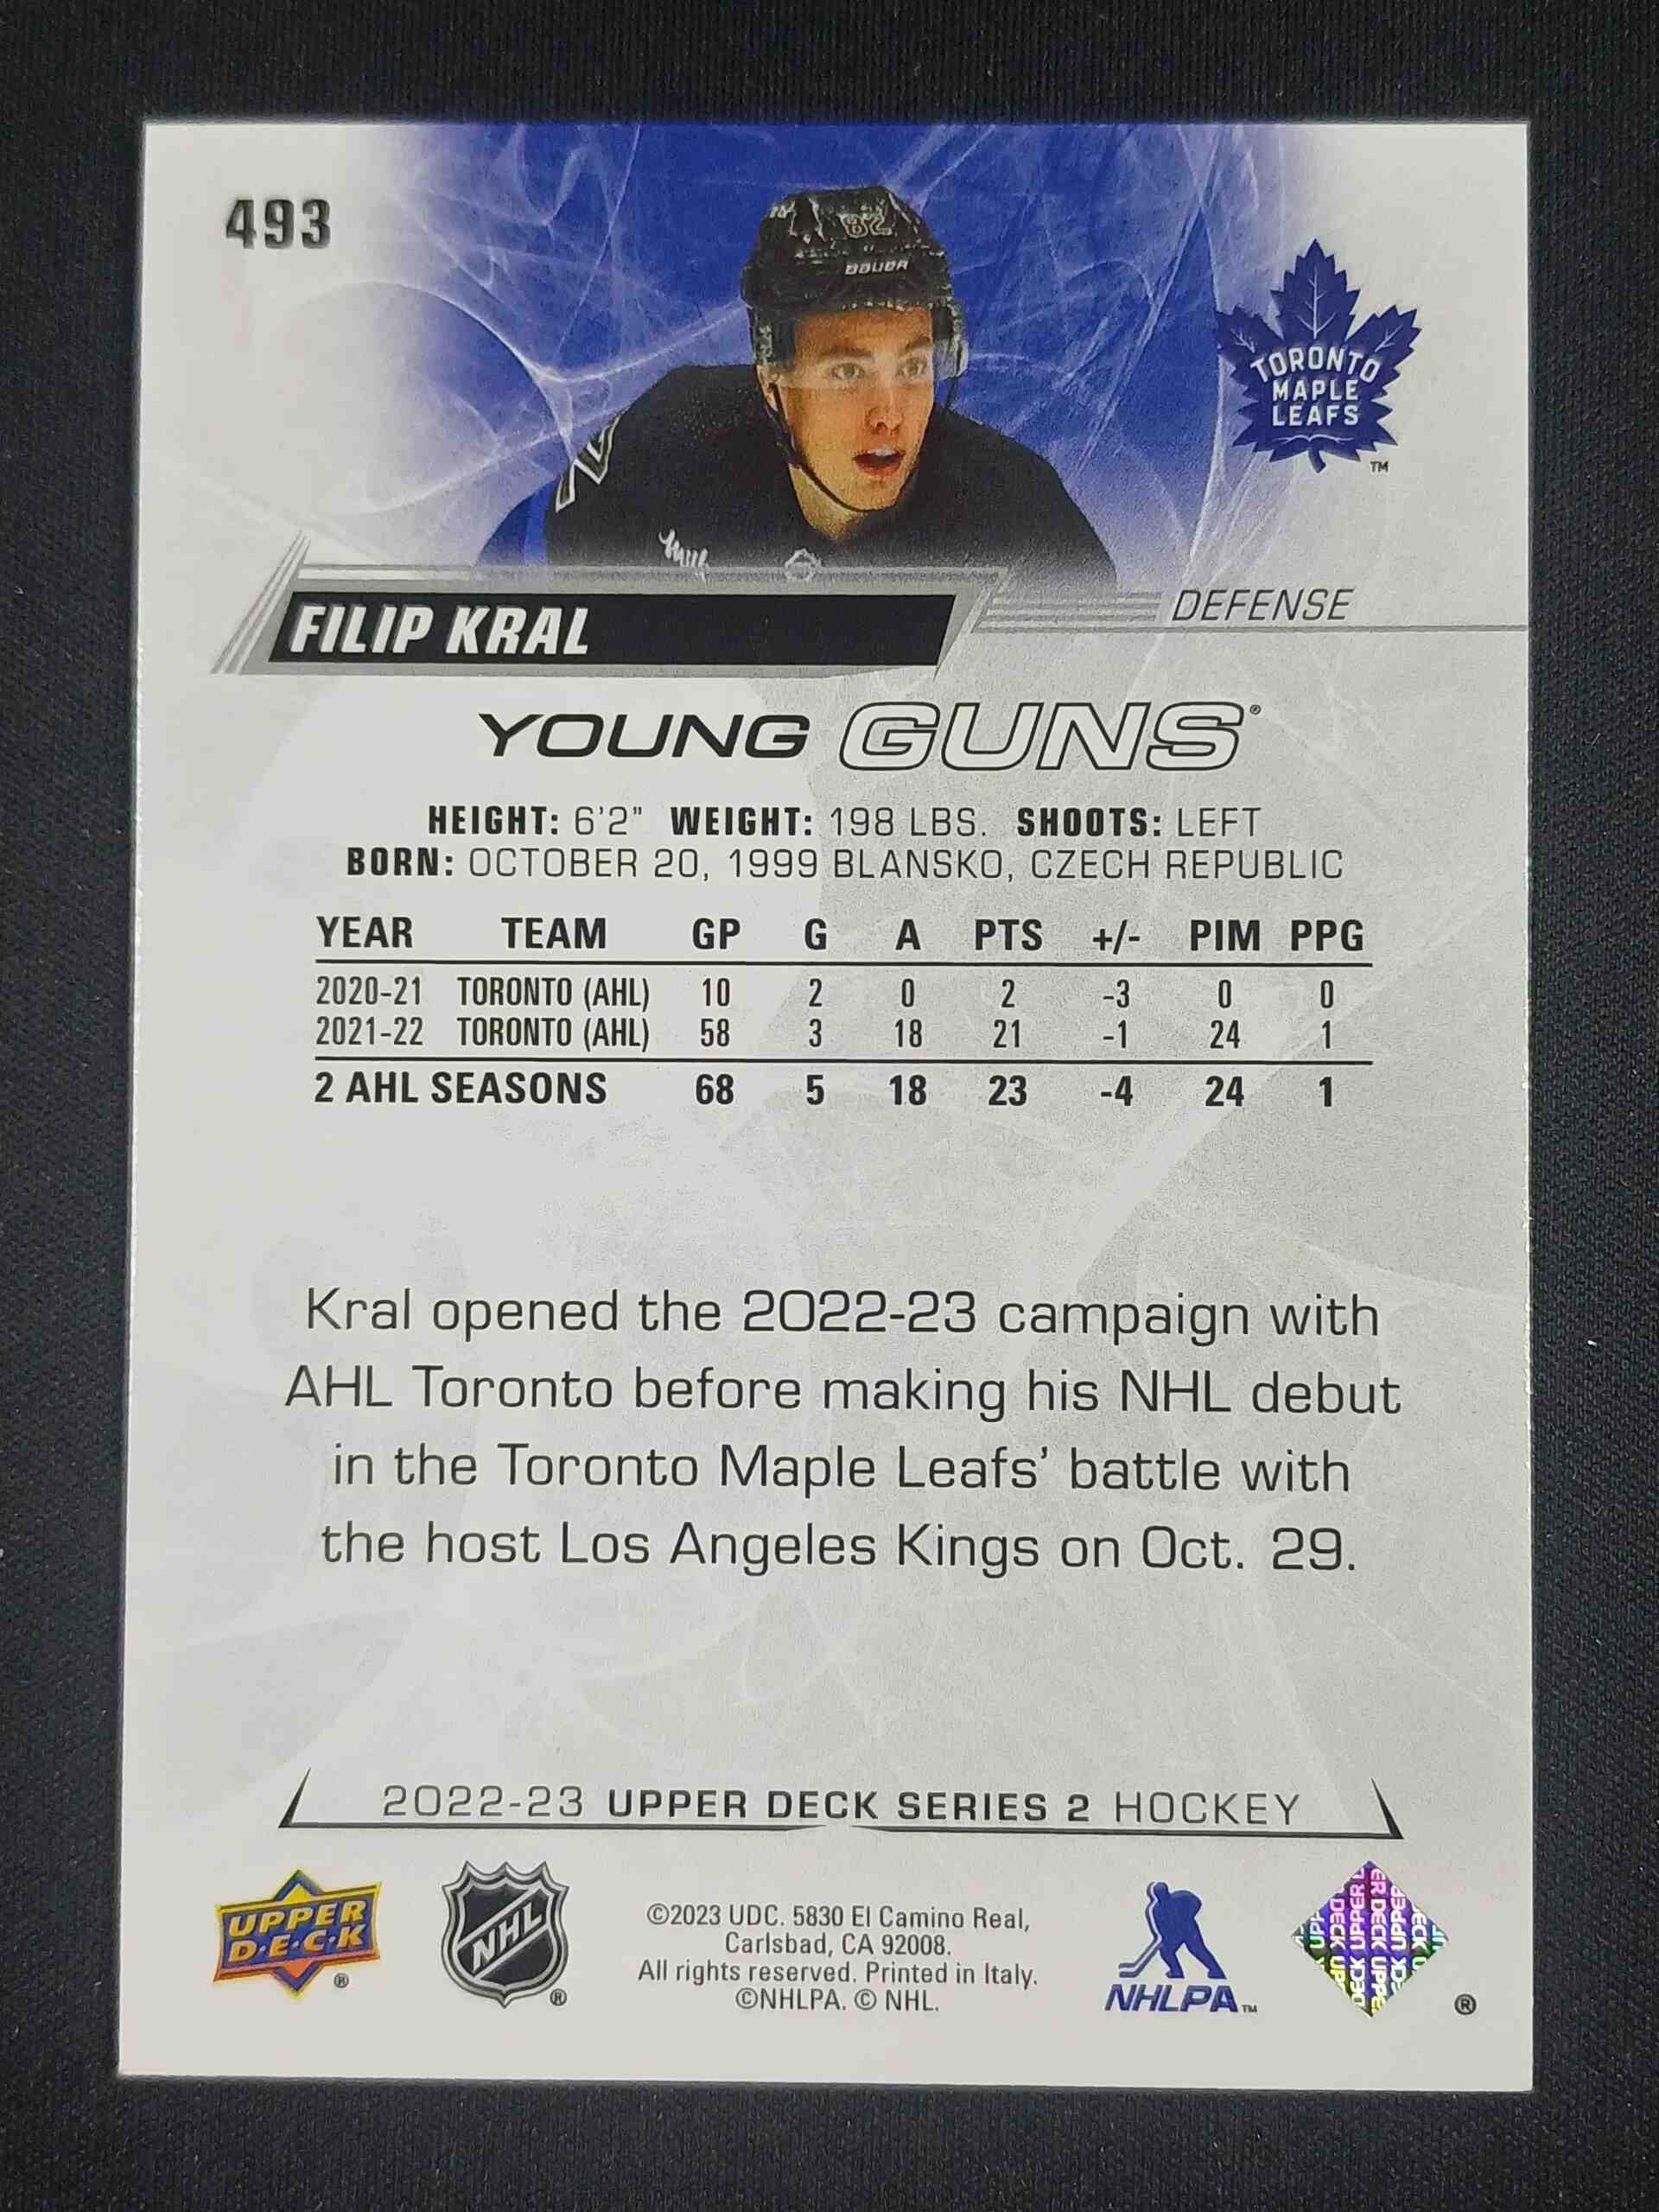 493
82
BAUER
TORONTO
MAPLE
LEAFS
™
FILIP KRAL
DEFENSE
YOUNG GUNS®
HEIGHT: 6'2" WEIGHT: 198 LBS. SHOOTS: LEFT
BORN: OCTOBER 20, 1999 BLANSKO, CZECH REPUBLIC
YEAR TEAM GP G A PTS +/- PIM PPG
2020-21 TORONTO (AHL) 10 2 0 2 -3 0 0
2021-22 TORONTO (AHL) 58 3 18 21 -1 24 1
2 AHL SEASONS 68 5 18 23 -4 24 1
Kral opened the 2022-23 campaign with
AHL Toronto before making his NHL debut
in the Toronto Maple Leafs' battle with
the host Los Angeles Kings on Oct. 29.
2022-23 UPPER DECK SERIES 2 HOCKEY
UPPER
D·E·C·K
®
NHL
®
©2023 UDC. 5830 El Camino Real,
Carlsbad, CA 92008.
All rights reserved. Printed in Italy.
©NHLPA. © NHL.
NHLPA™
UPPER DECK
®